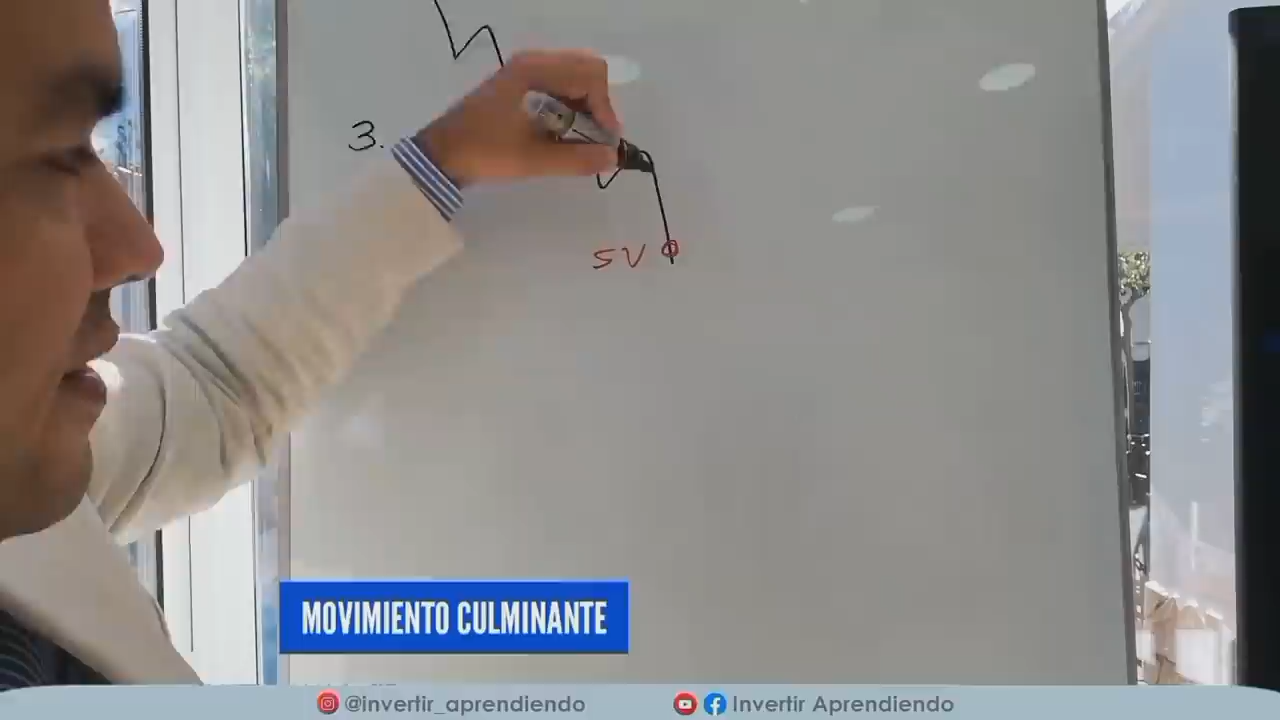 3.
SV
MOVIMIENTO CULMINANTE
@invertir_aprendiendo
Invertir Aprendiendo